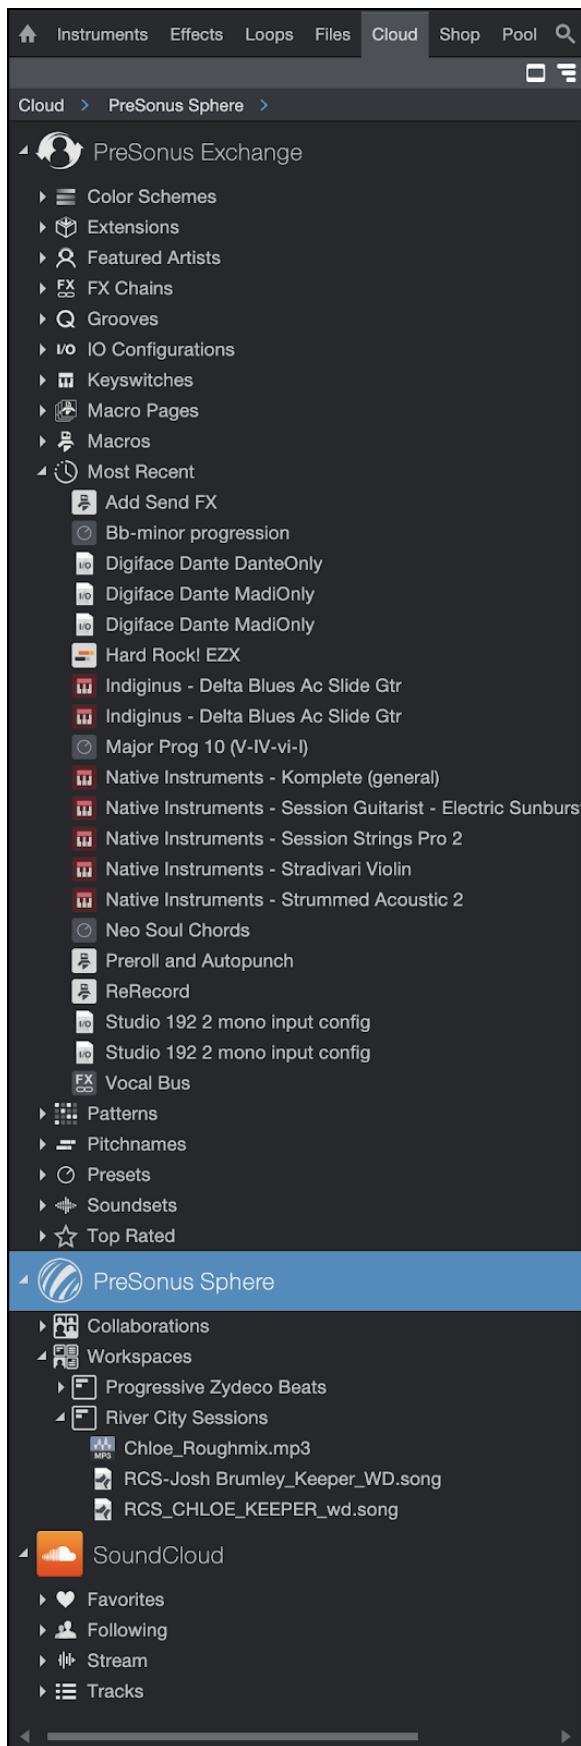 Instruments Effects Loops Files Cloud Shop Pool
Cloud > PreSonus Sphere >
PreSonus Exchange
Color Schemes
Extensions
Featured Artists
FX FX Chains
Grooves
I/O IO Configurations
Keyswitches
Macro Pages
Macros
Most Recent
Add Send FX
Bb-minor progression
I/O Digiface Dante DanteOnly
I/O Digiface Dante MadiOnly
I/O Digiface Dante MadiOnly
Hard Rock! EZX
Indiginus - Delta Blues Ac Slide Gtr
Indiginus - Delta Blues Ac Slide Gtr
Major Prog 10 (V-IV-vi-I)
Native Instruments - Komplete (general)
Native Instruments - Session Guitarist - Electric Sunburs
Native Instruments - Session Strings Pro 2
Native Instruments - Stradivari Violin
Native Instruments - Strummed Acoustic 2
Neo Soul Chords
Preroll and Autopunch
ReRecord
I/O Studio 192 2 mono input config
I/O Studio 192 2 mono input config
FX Vocal Bus
Patterns
Pitchnames
Presets
Soundsets
Top Rated
PreSonus Sphere
Collaborations
Workspaces
Progressive Zydeco Beats
River City Sessions
MP3 Chloe_Roughmix.mp3
RCS-Josh Brumley_Keeper_WD.song
RCS_CHLOE_KEEPER_wd.song
SoundCloud
Favorites
Following
Stream
Tracks